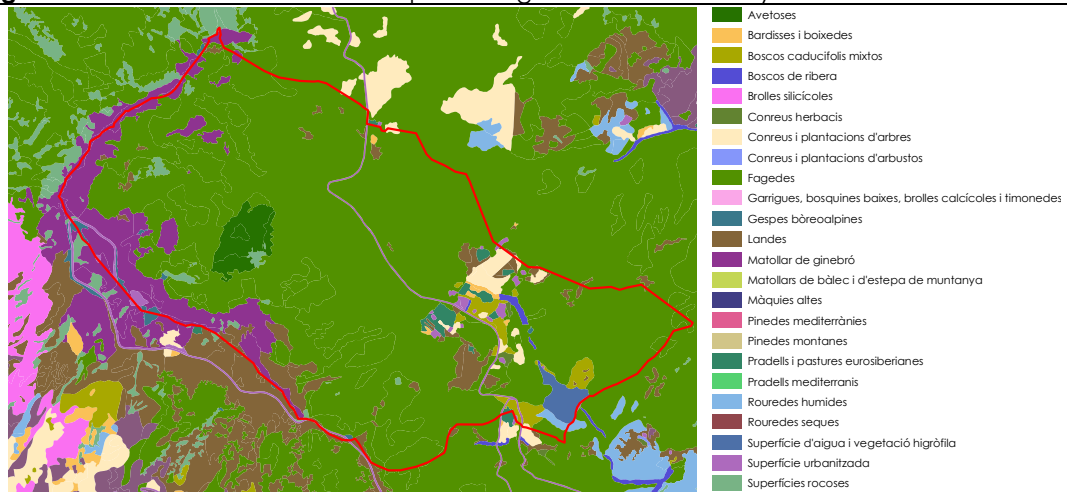 Avetoses
Bardisses i boixedes
Boscos caducifolis mixtos
Boscos de ribera
Brolles silicícoles
Conreus herbacis
Conreus i plantacions d'arbres
Conreus i plantacions d'arbustos
Fagedes
Garrigues, bosquines baixes, brolles calcícoles i timonedes
Gespes bòreoalpines
Landes
Matollar de ginebró
Matollars de bàlec i d'estepa de muntanya
Màquies altes
Pinedes mediterrànies
Pinedes montanes
Pradells i pastures eurosiberianes
Pradells mediterranis
Rouredes humides
Rouredes seques
Superfície d'aigua i vegetació higròfila
Superfície urbanitzada
Superfícies rocoses